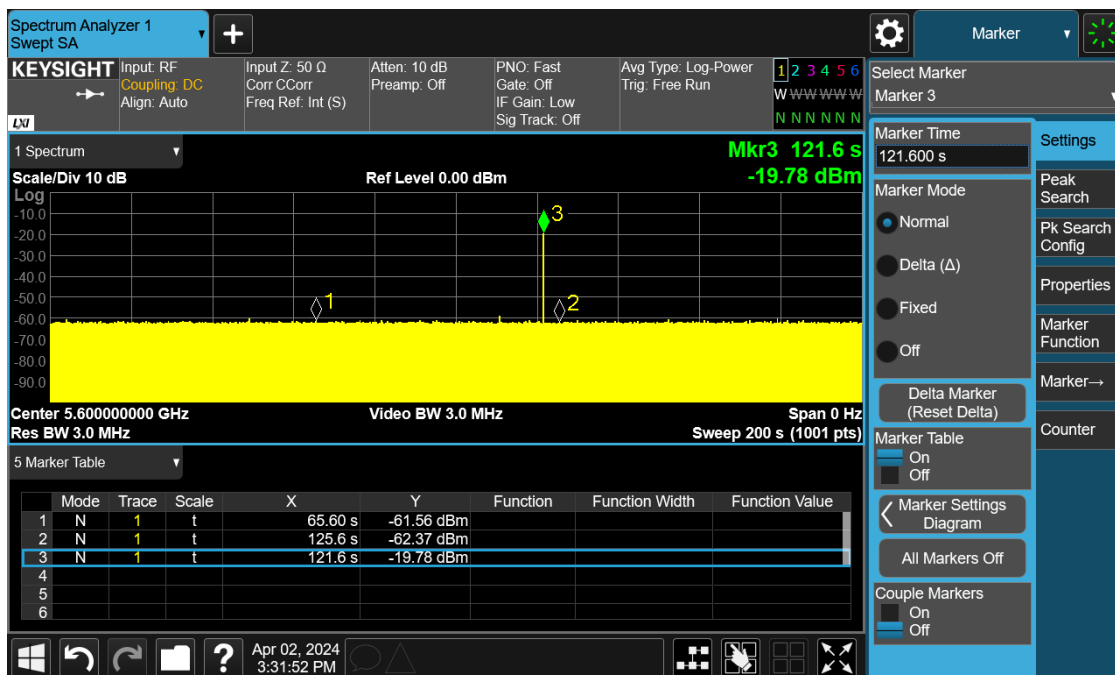 Spectrum Analyzer 1
Swept SA
+
Marker
KEYSIGHT
LXI
Input: RF
Coupling: DC
Align: Auto
Input Z: 50 Ω
Corr CCorr
Freq Ref: Int (S)
Atten: 10 dB
Preamp: Off
PNO: Fast
Gate: Off
IF Gain: Low
Sig Track: Off
Avg Type: Log-Power
Trig: Free Run
1 2 3 4 5 6
W W W W W W
N N N N N N
1 Spectrum
Mkr3 121.6 s
Scale/Div 10 dB Ref Level 0.00 dBm -19.78 dBm
Log
-10.0
-20.0
-30.0
-40.0
-50.0
-60.0
-70.0
-80.0
-90.0
3
1
2
Center 5.600000000 GHz Video BW 3.0 MHz Span 0 Hz
Res BW 3.0 MHz Sweep 200 s (1001 pts)
5 Marker Table
Mode Trace Scale X Y Function Function Width Function Value
1 N 1 t 65.60 s -61.56 dBm
2 N 1 t 125.6 s -62.37 dBm
3 N 1 t 121.6 s -19.78 dBm
4
5
6
?
Apr 02, 2024
3:31:52 PM
Select Marker
Marker 3
Marker Time
121.600 s
Marker Mode
Normal
Delta (Δ)
Fixed
Off
Delta Marker
(Reset Delta)
Marker Table
On
Off
Marker Settings
Diagram
All Markers Off
Couple Markers
On
Off
Settings
Peak
Search
Pk Search
Config
Properties
Marker
Function
Marker→
Counter